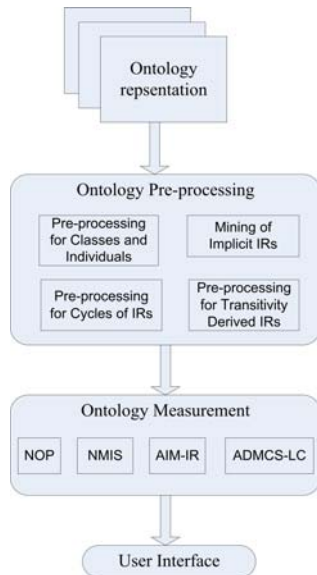 Ontology
repsentation
Ontology Pre-processing
Pre-processing
for Classes and
Individuals
Mining of
Implicit IRs
Pre-processing
for Cycles of IRs
Pre-processing
for Transitivity
Derived IRs
Ontology Measurement
NOP
NMIS
AIM-IR
ADMCS-LC
User Interface